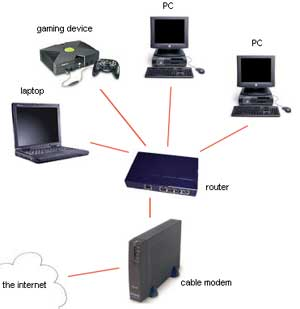 PC
gaming device
PC
laptop
router
the internet
cable modem